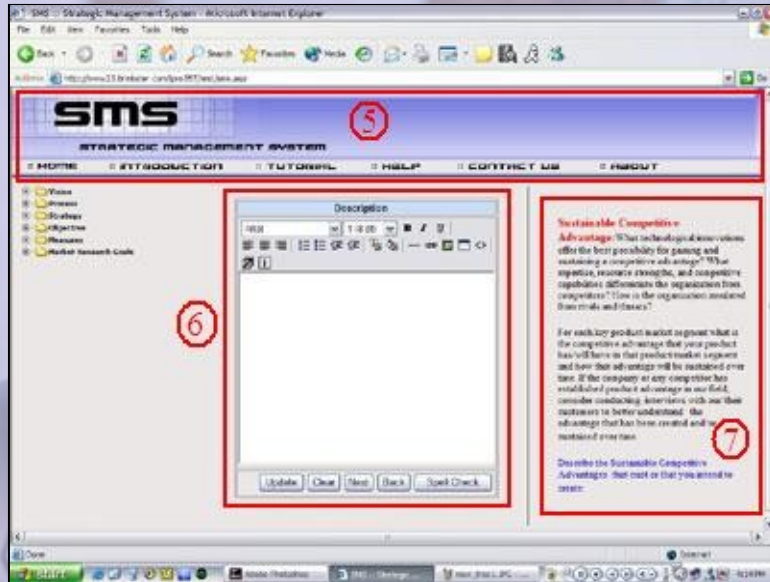 SMS :: Strategic Management System - Microsoft Internet Explorer
File Edit View Favorites Tools Help
Back Search Favorites Media
Address
Go
SMS
STRATEGIC MANAGEMENT SYSTEM
HOME INTRODUCTION TUTORIAL HELP CONTACT US ABOUT
5
Vision
Process
Strategy
Objective
Measures
Market Research Goals
6
Description
Arial
B I U
Update Clear Next Back Spell Check
Sustainable Competitive
Advantage: What technological innovations
offer the best possibility for gaining and
sustaining a competitive advantage? What
expertise, resource strengths, and competitive
capabilities differentiate the organization from
competitors? How is the organization insulated
from rivals and threats?
For each key product market segment what is
the competitive advantage that your product
has/will have in that product market segment
and how that advantage will be sustained over
time. If the company or any competitor has
established product advantage in our field,
consider conducting interviews with our/their
customers to better understand the
advantage that has been created and
sustained over time.
7
Describe the Sustainable Competitive
Advantages that exist or that you intend to
create
Done
Internet
start
Adobe Photoshop
SMS :: Strategic